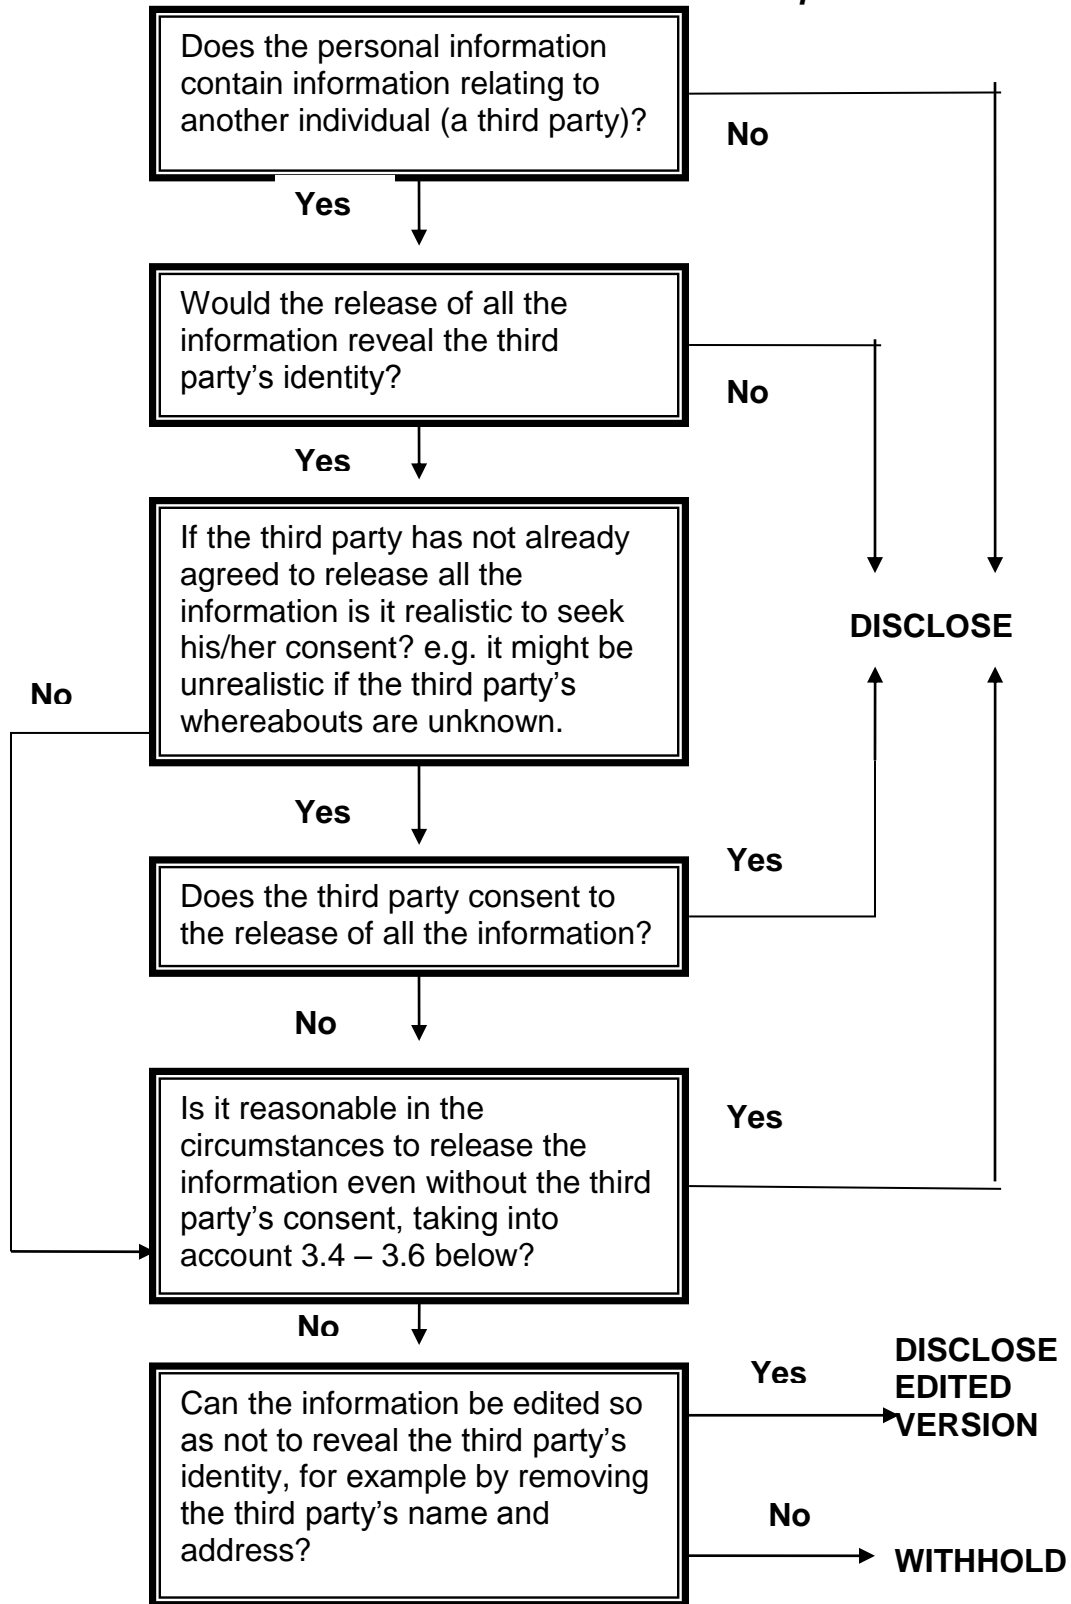 Does the personal information
contain information relating to
another individual (a third party)?
No
Yes
Would the release of all the
information reveal the third
party’s identity?
No
Yes
If the third party has not already
agreed to release all the
information is it realistic to seek
his/her consent? e.g. it might be
unrealistic if the third party’s
whereabouts are unknown.
DISCLOSE
No
Yes
Yes
Does the third party consent to
the release of all the information?
No
Is it reasonable in the
circumstances to release the
information even without the third
party’s consent, taking into
account 3.4 – 3.6 below?
Yes
No
Can the information be edited so
as not to reveal the third party’s
identity, for example by removing
the third party’s name and
address?
Yes
DISCLOSE
EDITED
VERSION
No
WITHHOLD